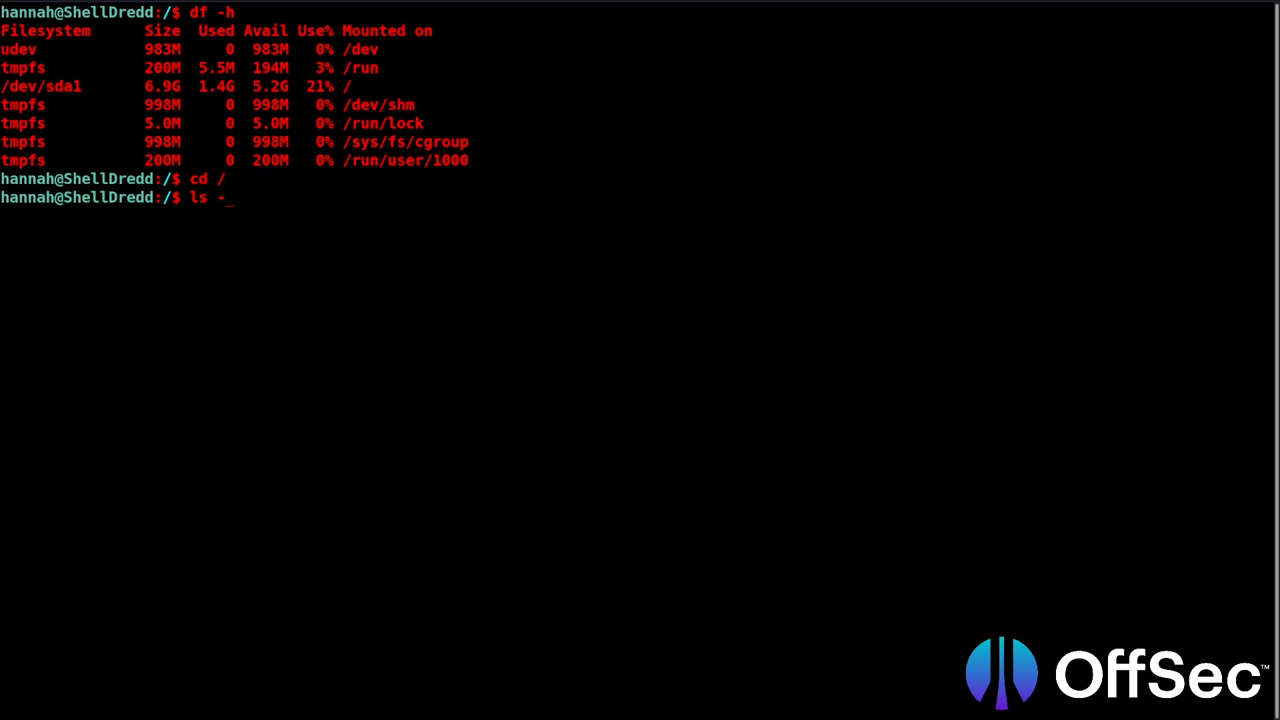 hannah@ShellDredd:/$ df -h
Filesystem      Size  Used Avail Use% Mounted on
udev            983M     0  983M   0% /dev
tmpfs           200M  5.5M  194M   3% /run
/dev/sda1       6.9G  1.4G  5.2G  21% /
tmpfs           998M     0  998M   0% /dev/shm
tmpfs           5.0M     0  5.0M   0% /run/lock
tmpfs           998M     0  998M   0% /sys/fs/cgroup
tmpfs           200M     0  200M   0% /run/user/1000
hannah@ShellDredd:/$ cd /
hannah@ShellDredd:/$ ls -_
OffSec™